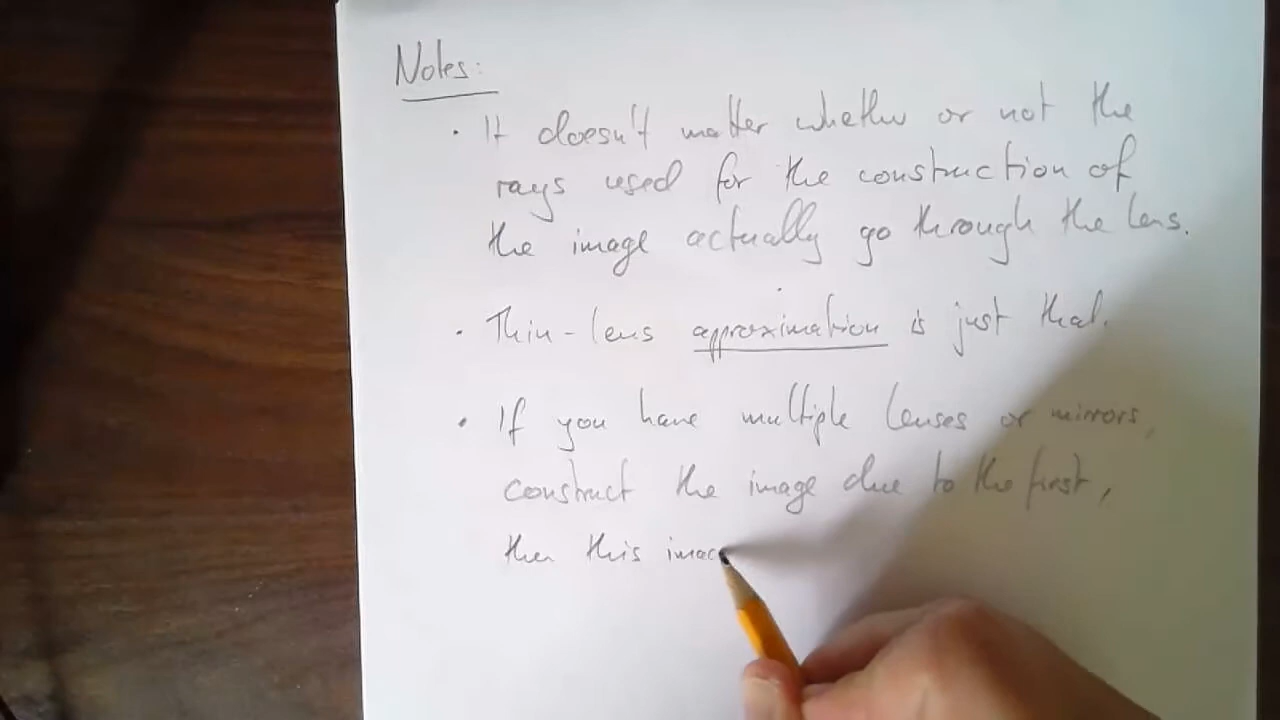 Notes:
· It doesn't matter whether or not the
rays used for the construction of
the image actually go through the lens.
· Thin-lens approximation is just that.
· If you have multiple lenses or mirrors,
construct the image due to the first,
then this imag